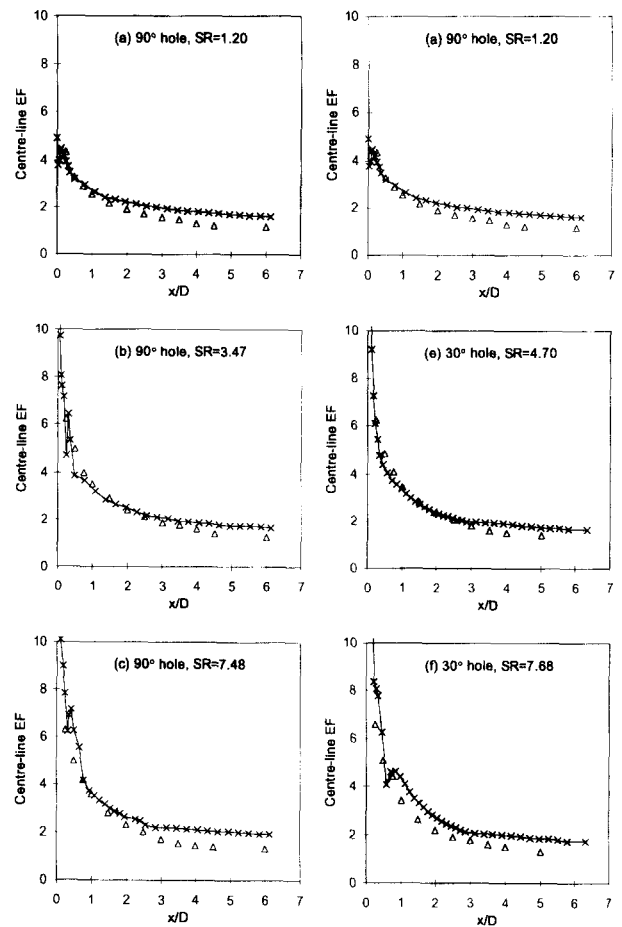 (a) 90° hole, SR=1.20
Centre-line EF
10
8
6
4
2
0
0 1 2 3 4 5 6 7
x/D
(a) 90° hole, SR=1.20
Centre-line EF
10
8
6
4
2
0
0 1 2 3 4 5 6 7
x/D
(b) 90° hole, SR=3.47
Centre-line EF
10
8
6
4
2
0
0 1 2 3 4 5 6 7
x/D
(e) 30° hole, SR=4.70
Centre-line EF
10
8
6
4
2
0
0 1 2 3 4 5 6 7
x/D
(c) 90° hole, SR=7.48
Centre-line EF
10
8
6
4
2
0
0 1 2 3 4 5 6 7
x/D
(f) 30° hole, SR=7.68
Centre-line EF
10
8
6
4
2
0
0 1 2 3 4 5 6 7
x/D